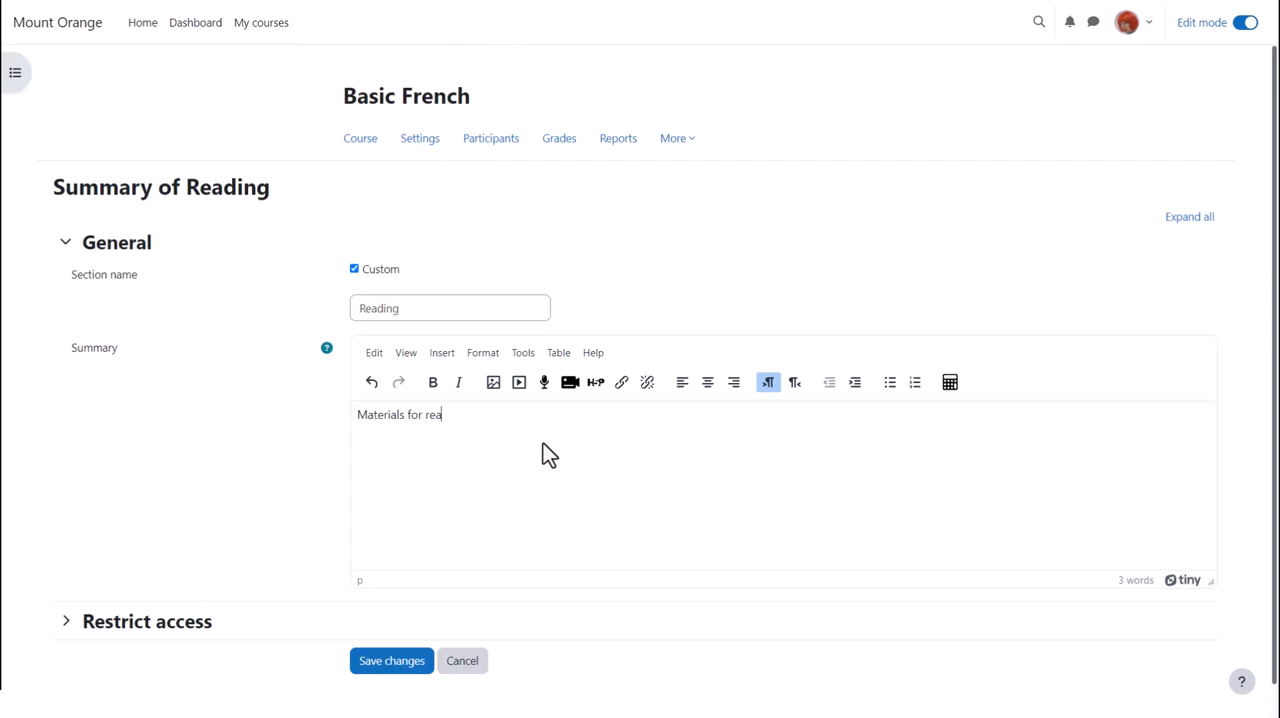 Mount Orange Home Dashboard My courses Edit mode
Basic French
Course Settings Participants Grades Reports More
Summary of Reading
Expand all
General
Section name Custom
Reading
Summary ?
Edit View Insert Format Tools Table Help
B I H-P
Materials for rea
p 3 words tiny
Restrict access
Save changes Cancel
?